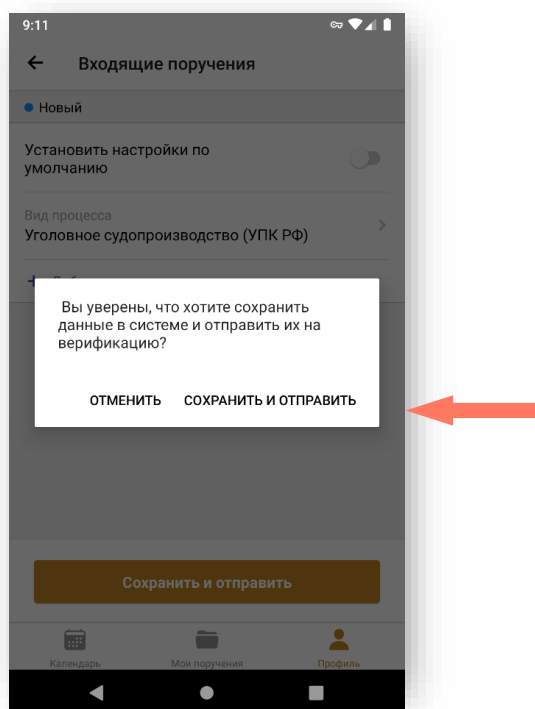 9:11
Входящие поручения
Новый
Установить настройки по
умолчанию
Вид процесса
Уголовное судопроизводство (УПК РФ)
Вы уверены, что хотите сохранить
данные в системе и отправить их на
верификацию?
ОТМЕНИТЬ СОХРАНИТЬ И ОТПРАВИТЬ
Сохранить и отправить
Календарь Мои поручения Профиль